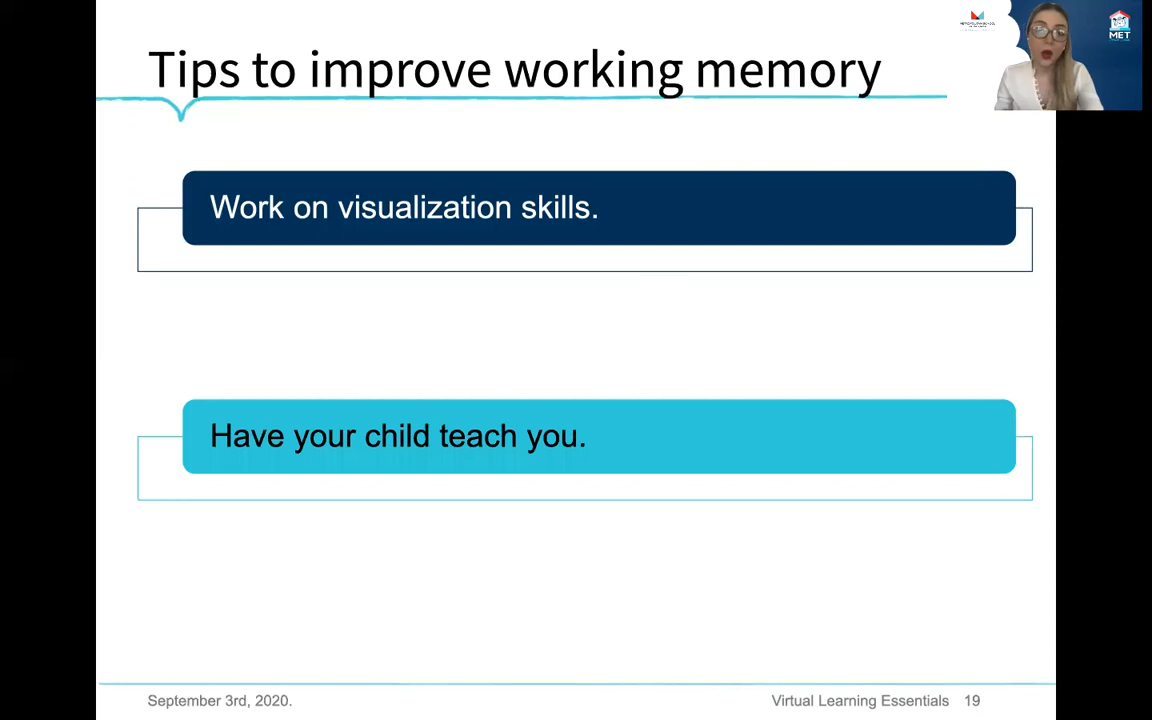 Tips to improve working memory
MET
Work on visualization skills.
Have your child teach you.
September 3rd, 2020.
Virtual Learning Essentials 19